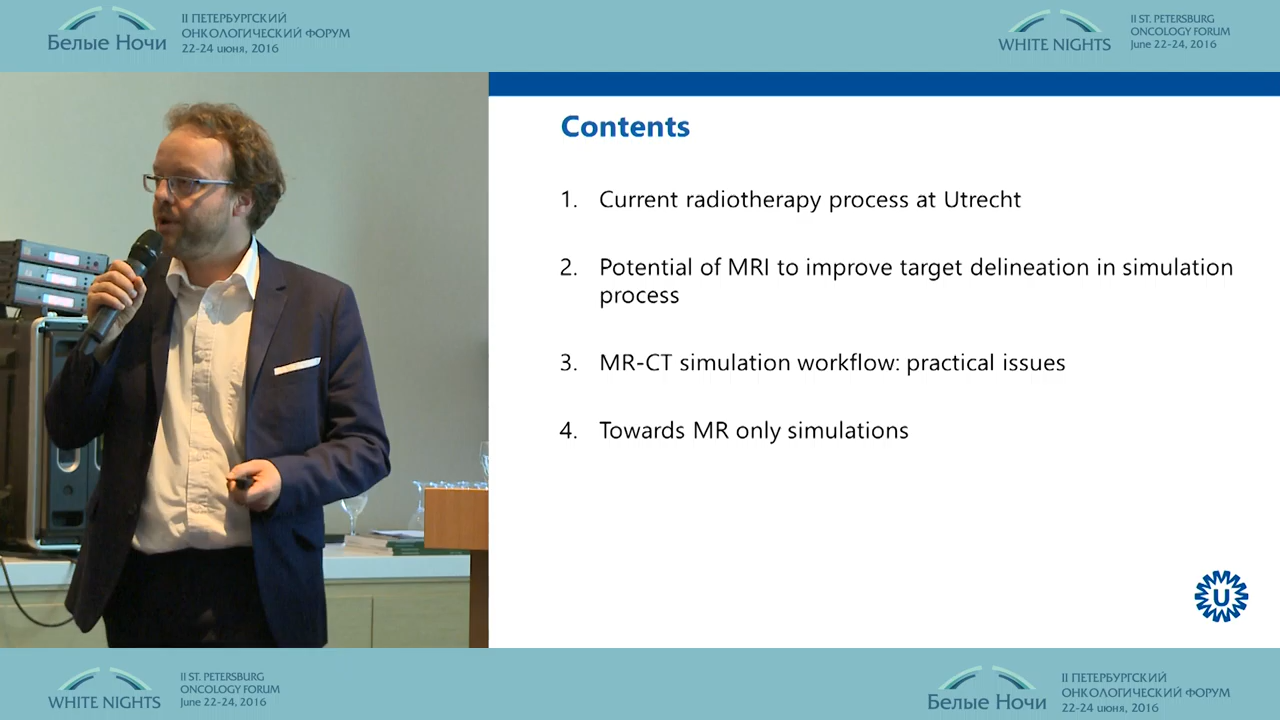 II ПЕТЕРБУРГСКИЙ
ОНКОЛОГИЧЕСКИЙ ФОРУМ
Белые Ночи
22-24 июня, 2016
II ST. PETERSBURG
ONCOLOGY FORUM
WHITE NIGHTS
June 22-24, 2016
Contents
1. Current radiotherapy process at Utrecht
2. Potential of MRI to improve target delineation in simulation
process
3. MR-CT simulation workflow: practical issues
4. Towards MR only simulations
U
II ST. PETERSBURG
ONCOLOGY FORUM
WHITE NIGHTS
June 22-24, 2016
II ПЕТЕРБУРГСКИЙ
ОНКОЛОГИЧЕСКИЙ ФОРУМ
Белые Ночи
22-24 июня, 2016